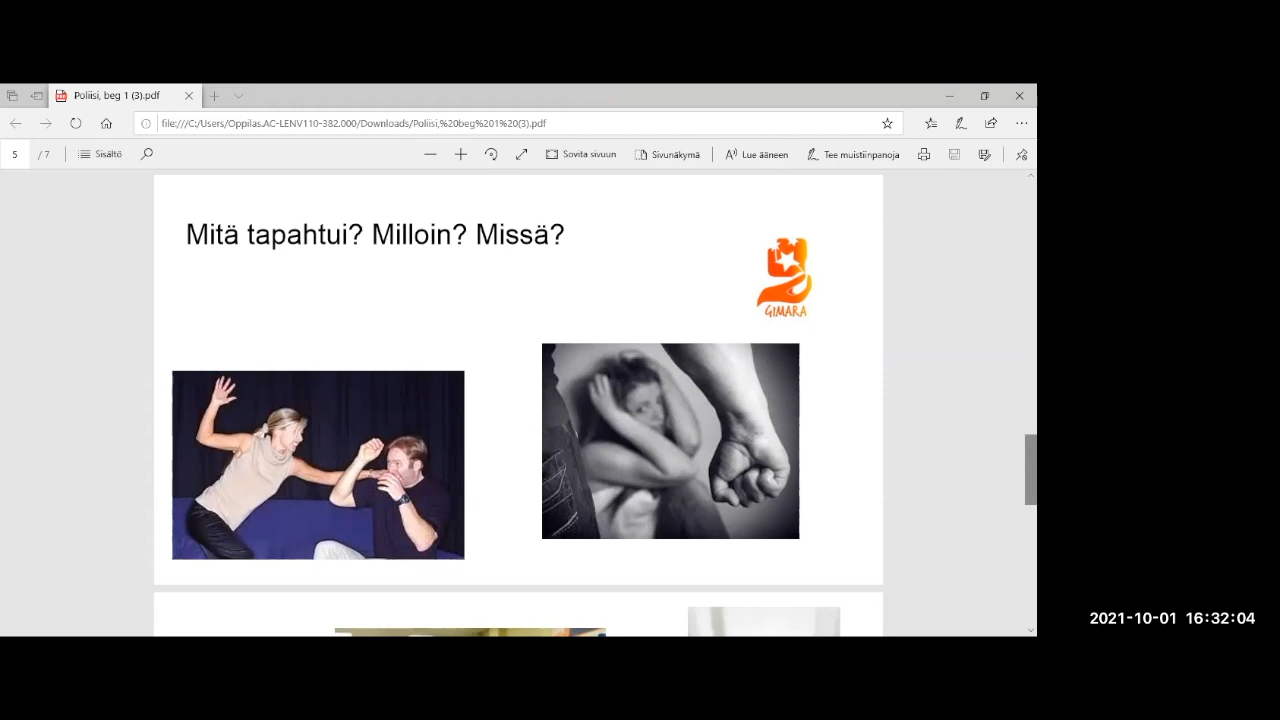 Poliisi, beg 1 (3).pdf
file:///C:/Users/Oppilas.AC-LENV110-382.000/Downloads/Poliisi,%20beg%201%20(3).pdf
5 / 7 Sisältö Sovita sivuun Sivunäkymä Lue ääneen Tee muistiinpanoja
Mitä tapahtui? Milloin? Missä?
GIMARA
2021-10-01 16:32:04